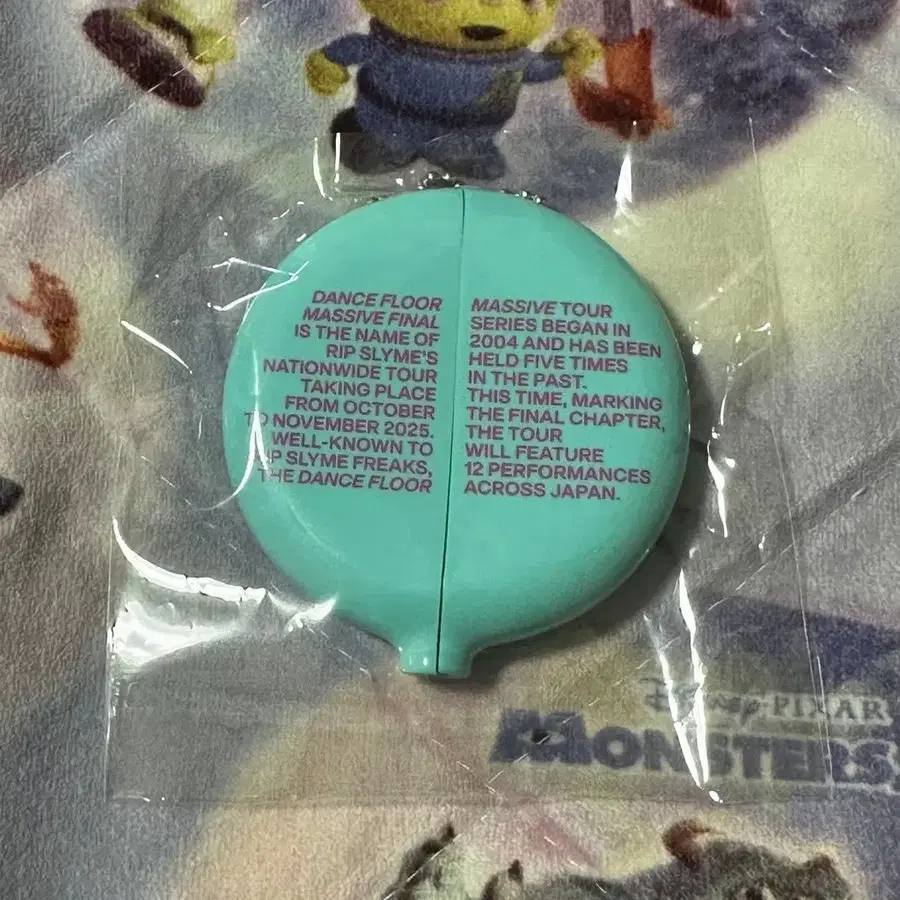 DANCE FLOOR
MASSIVE FINAL
IS THE NAME OF
RIP SLYME'S
NATIONWIDE TOUR
TAKING PLACE
FROM OCTOBER
TO NOVEMBER 2025.
WELL-KNOWN TO
RIP SLYME FREAKS,
THE DANCE FLOOR
MASSIVE TOUR
SERIES BEGAN IN
2004 AND HAS BEEN
HELD FIVE TIMES
IN THE PAST.
THIS TIME, MARKING
THE FINAL CHAPTER,
THE TOUR
WILL FEATURE
12 PERFORMANCES
ACROSS JAPAN.
Disney·PIXAR
MONSTERS,